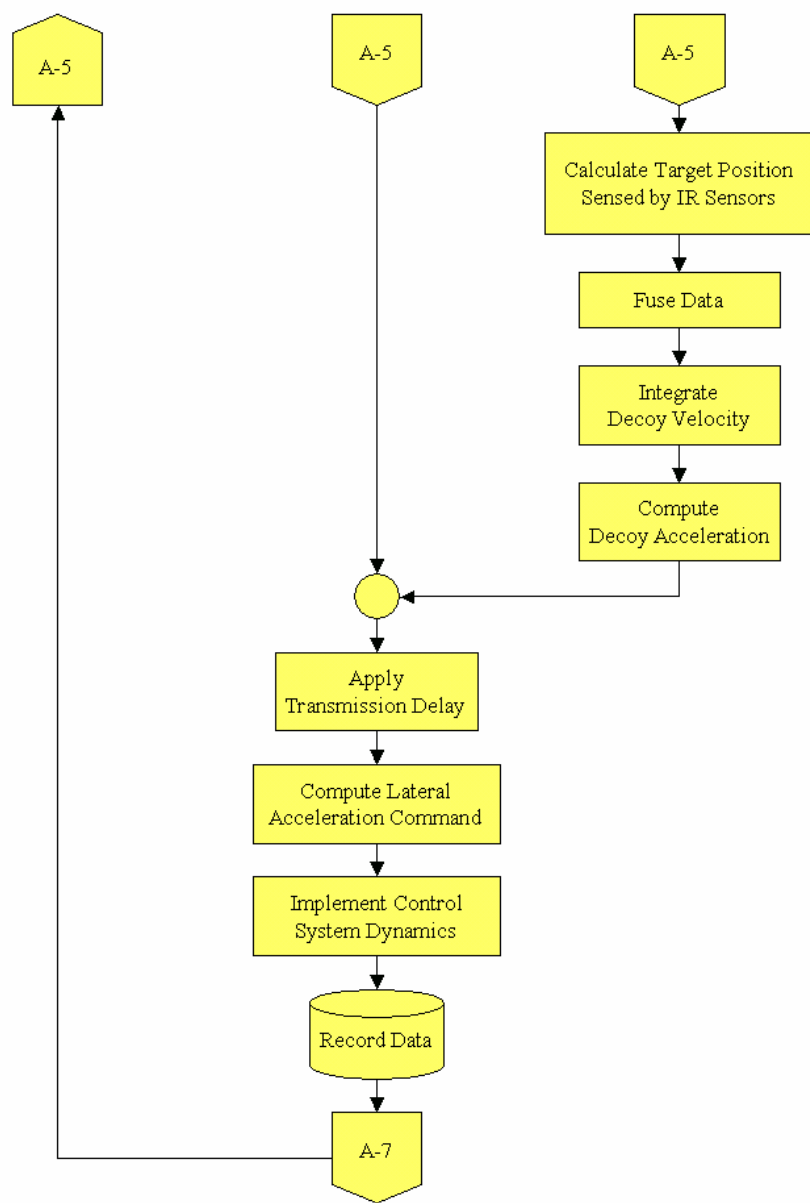 A-5
A-5
A-5
Calculate Target Position
Sensed by IR Sensors
Fuse Data
Integrate
Decoy Velocity
Compute
Decoy Acceleration
Apply
Transmission Delay
Compute Lateral
Acceleration Command
Implement Control
System Dynamics
Record Data
A-7